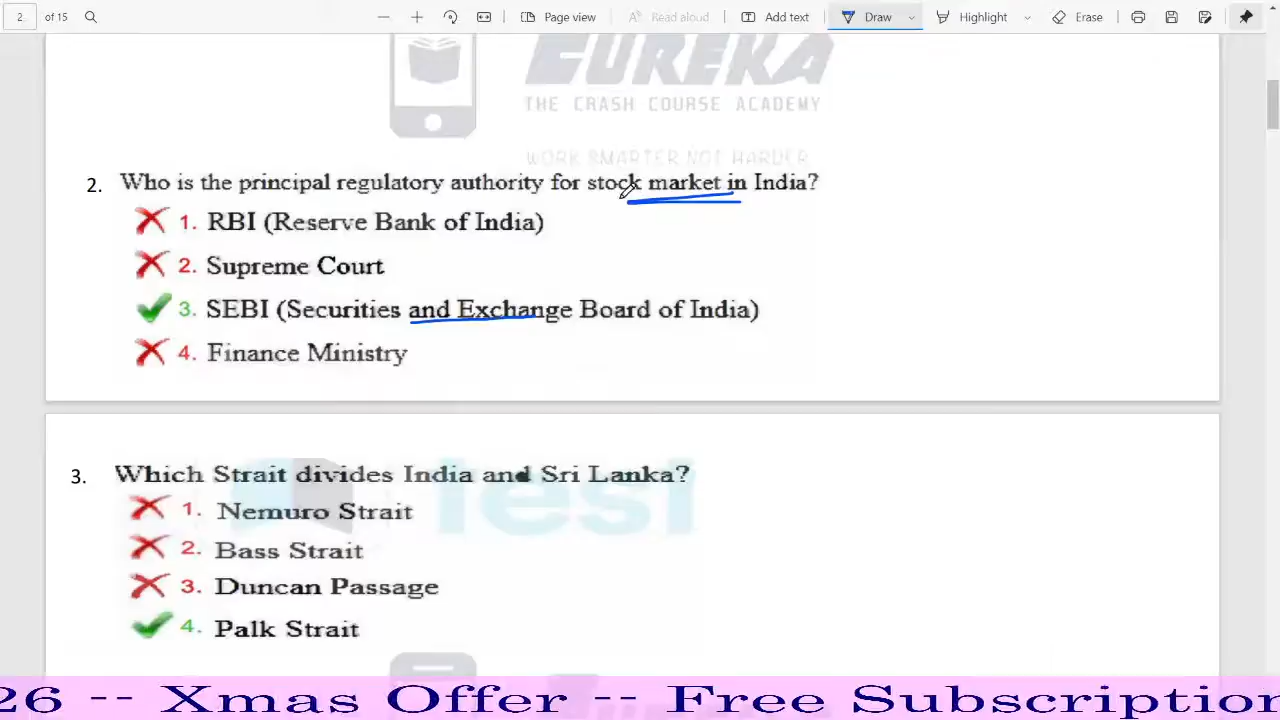 2 of 15 Page view Read aloud Add text Draw Highlight Erase
EUREKA
THE CRASH COURSE ACADEMY
WORK SMARTER NOT HARDER
2. Who is the principal regulatory authority for stock market in India?
1. RBI (Reserve Bank of India)
2. Supreme Court
3. SEBI (Securities and Exchange Board of India)
4. Finance Ministry
3. Which Strait divides India and Sri Lanka?
1. Nemuro Strait
2. Bass Strait
3. Duncan Passage
4. Palk Strait
26 -- Xmas Offer -- Free Subscription